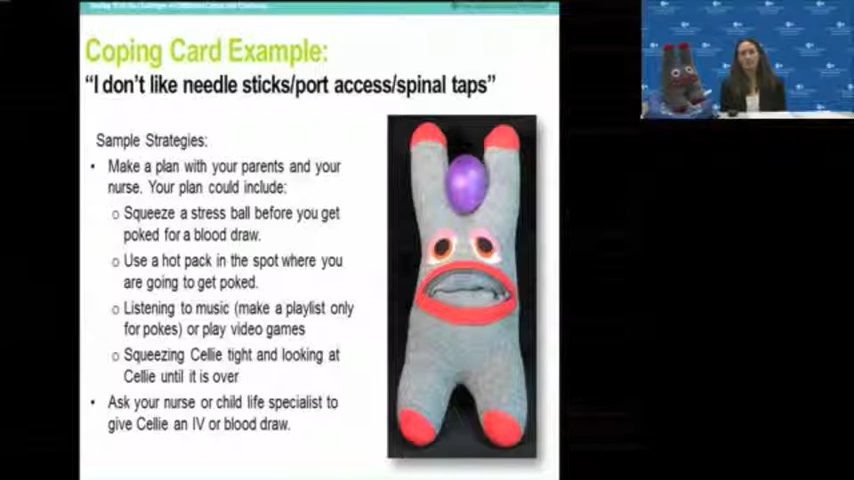 Coping Card Example:
“I don’t like needle sticks/port access/spinal taps”
Sample Strategies:
• Make a plan with your parents and your
nurse. Your plan could include:
o Squeeze a stress ball before you get
poked for a blood draw.
o Use a hot pack in the spot where you
are going to get poked.
o Listening to music (make a playlist only
for pokes) or play video games
o Squeezing Cellie tight and looking at
Cellie until it is over
• Ask your nurse or child life specialist to
give Cellie an IV or blood draw.